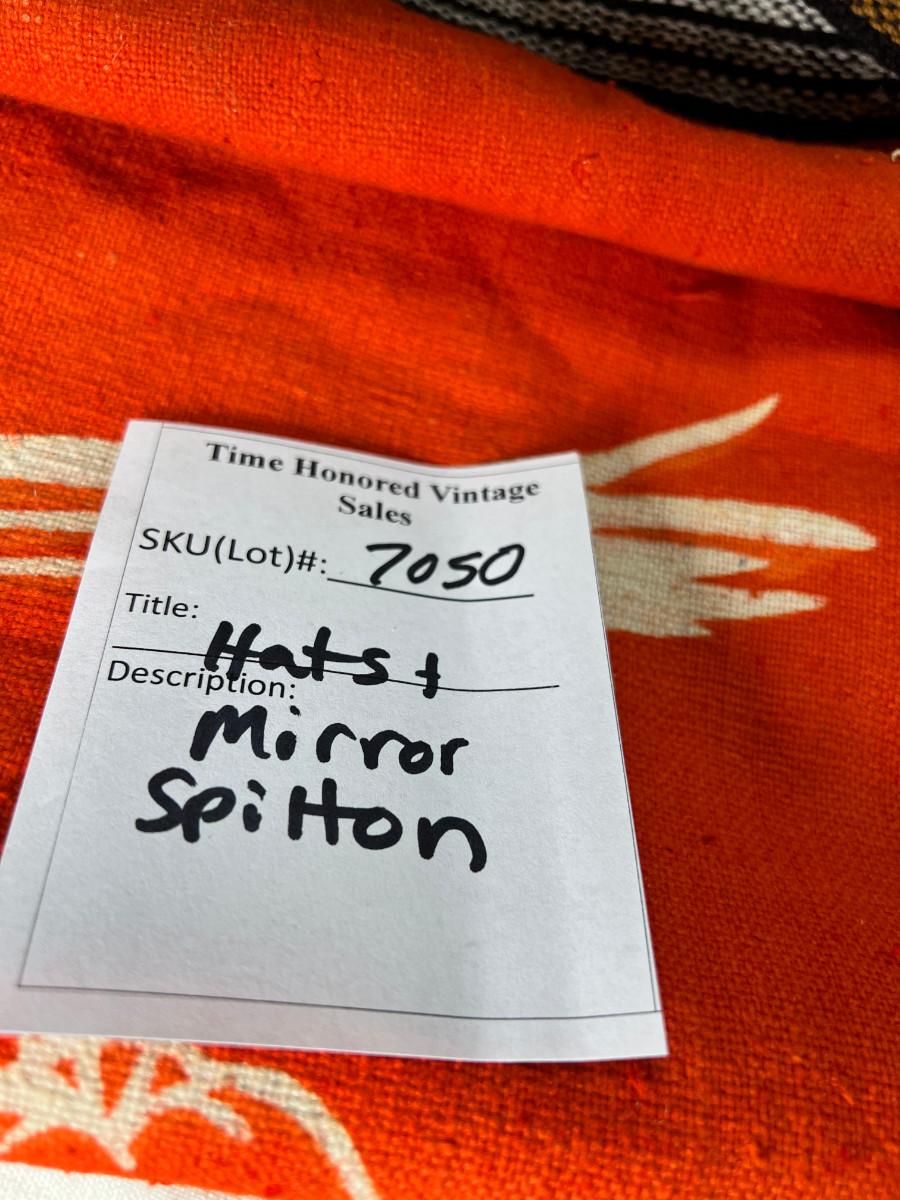 Time Honored Vintage
Sales
SKU(Lot)#: 7050
Title:
Hats +
Description:
Mirror
Spitton